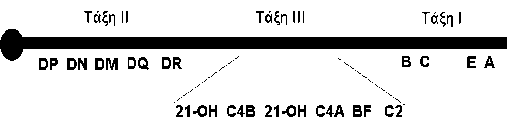 Τάξη ΙΙ Τάξη ΙΙΙ Τάξη Ι
DP DN DM DQ DR B C E A
21-OH C4B 21-OH C4A BF C2